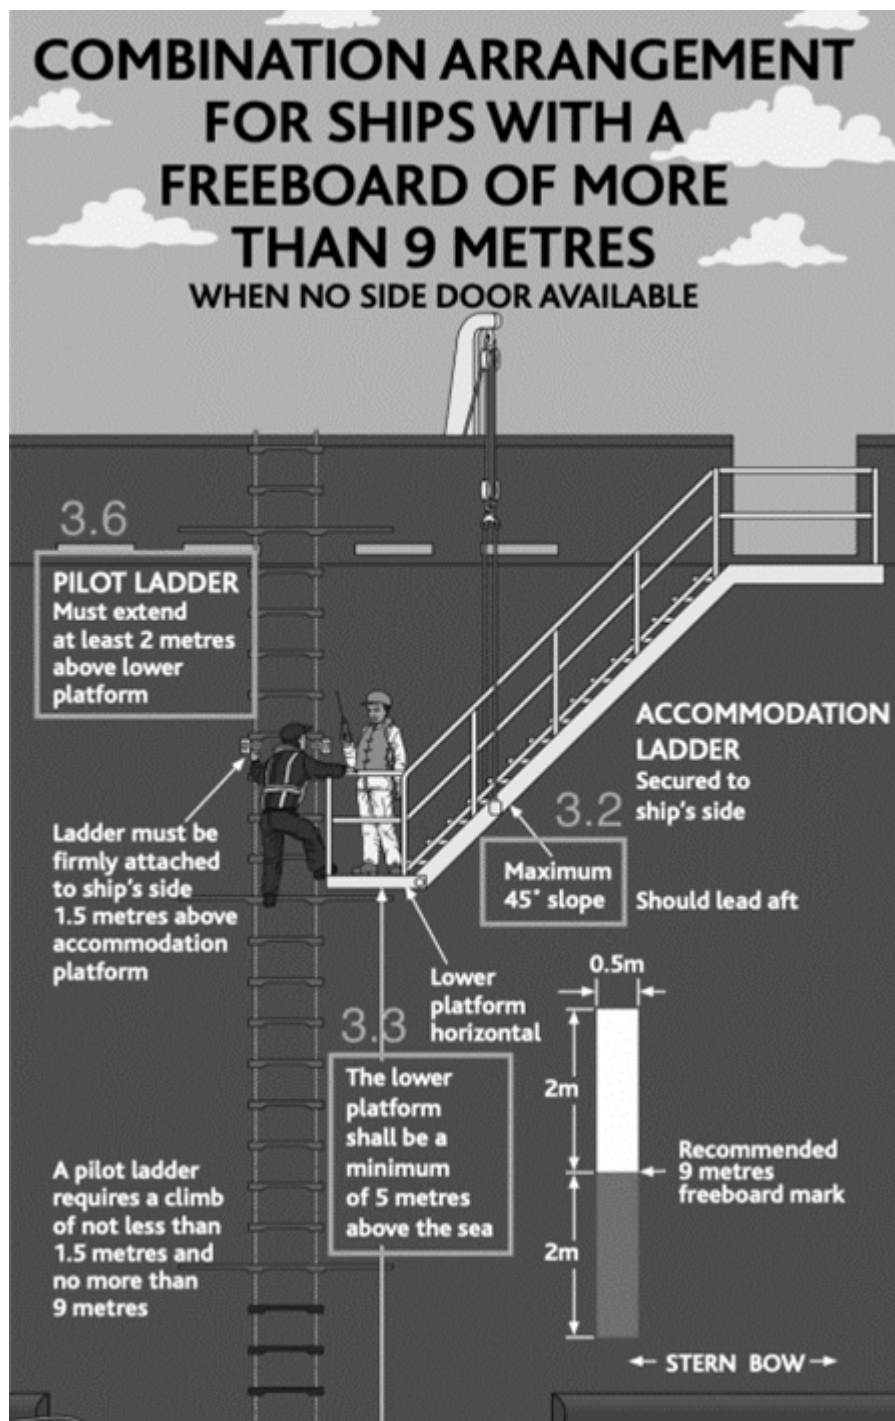 COMBINATION ARRANGEMENT
FOR SHIPS WITH A
FREEBOARD OF MORE
THAN 9 METRES
WHEN NO SIDE DOOR AVAILABLE
3.6
PILOT LADDER
Must extend
at least 2 metres
above lower
platform
ACCOMMODATION
LADDER
Secured to
ship's side
3.2
Maximum
45° slope
Should lead aft
Ladder must be
firmly attached
to ship's side
1.5 metres above
accommodation
platform
Lower
platform
horizontal
3.3
The lower
platform
shall be a
minimum
of 5 metres
above the sea
0.5m
2m
Recommended
9 metres
freeboard mark
2m
A pilot ladder
requires a climb
of not less than
1.5 metres and
no more than
9 metres
STERN BOW